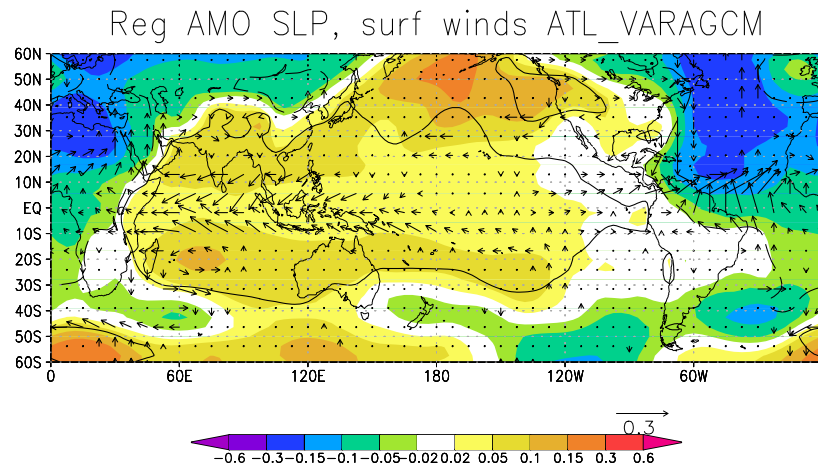 Reg AMO SLP, surf winds ATL_VARAGCM
60N
50N
40N
30N
20N
10N
EQ
10S
20S
30S
40S
50S
60S
0 60E 120E 180 120W 60W
0.3
-0.6 -0.3 -0.15 -0.1 -0.05 -0.02 0.02 0.05 0.1 0.15 0.3 0.6